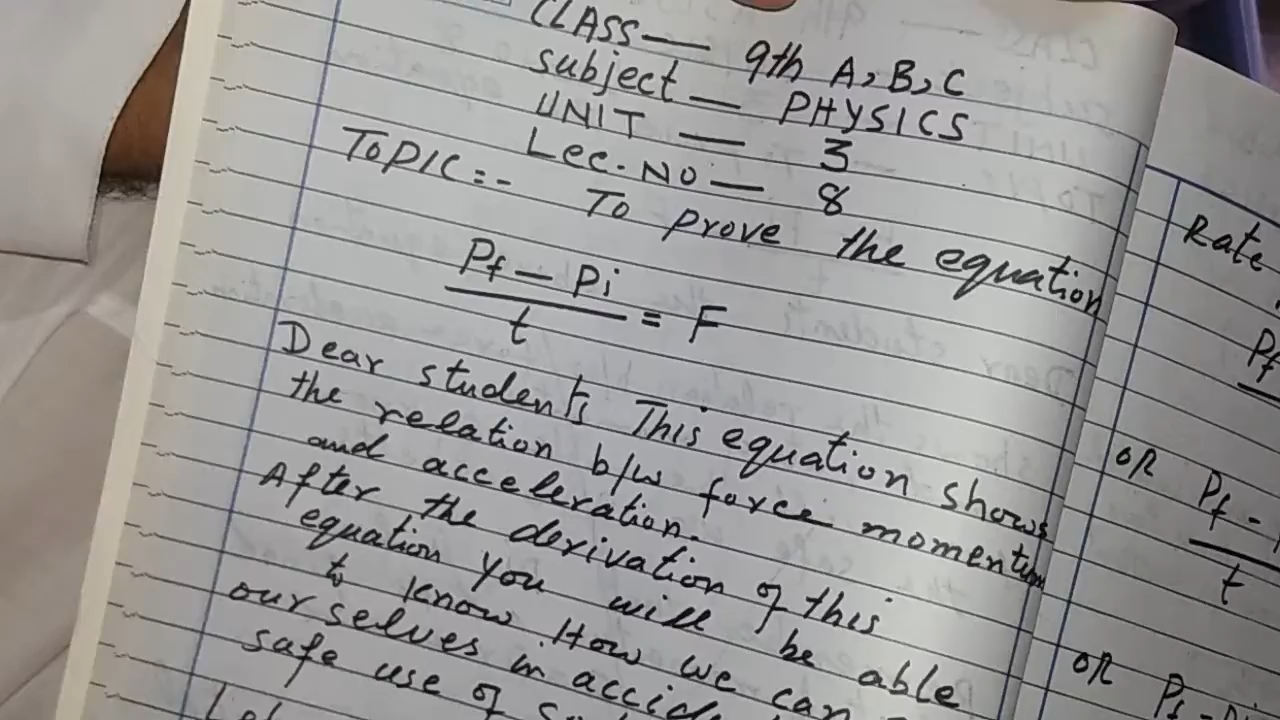 CLASS — 9th A, B, C
Subject — PHYSICS
UNIT — 3
Lec. No — 8
TOPIC:- To prove the equation
Pf - Pi
t
= F
Dear students This equation shows
the relation b/w force momentum
and acceleration.
After the derivation of this
equation you will be able
to know How we can
ourselves in
safe use of
Rate
Pf
OR Pf -
t
OR